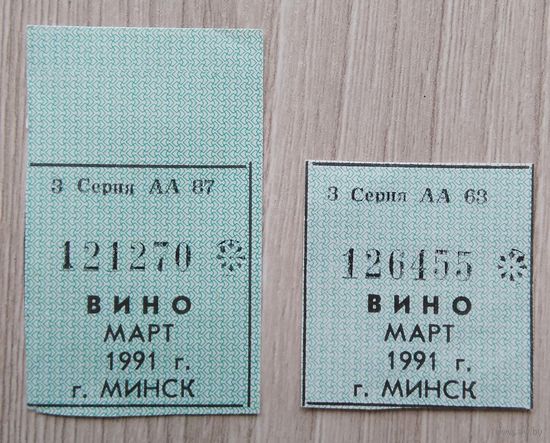 3 Серия АА 87
121270
ВИНО
МАРТ
1991 г.
г. МИНСК
3 Серия АА 63
126455
ВИНО
МАРТ
1991 г.
г. МИНСК